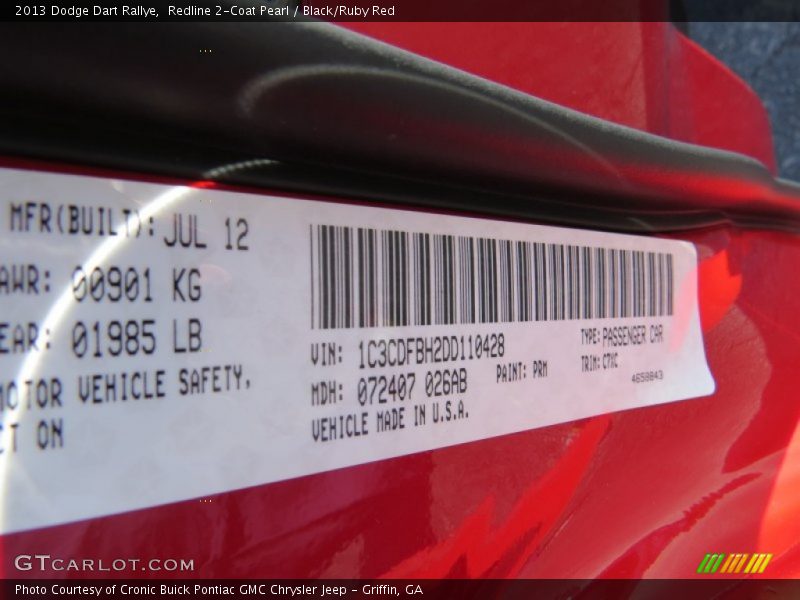 2013 Dodge Dart Rallye,  Redline 2-Coat Pearl / Black/Ruby Red
MFR(BUILT): JUL 12
AWR: 00901 KG
EAR: 01985 LB
MOTOR VEHICLE SAFETY,
CT ON
VIN: 1C3CDFBH2DD110428
TYPE: PASSENGER CAR
MDH: 072407 026AB
PAINT: PRM
TRIM: CTXC
VEHICLE MADE IN U.S.A.
4658843
GTCARLOT.COM
Photo Courtesy of Cronic Buick Pontiac GMC Chrysler Jeep - Griffin, GA